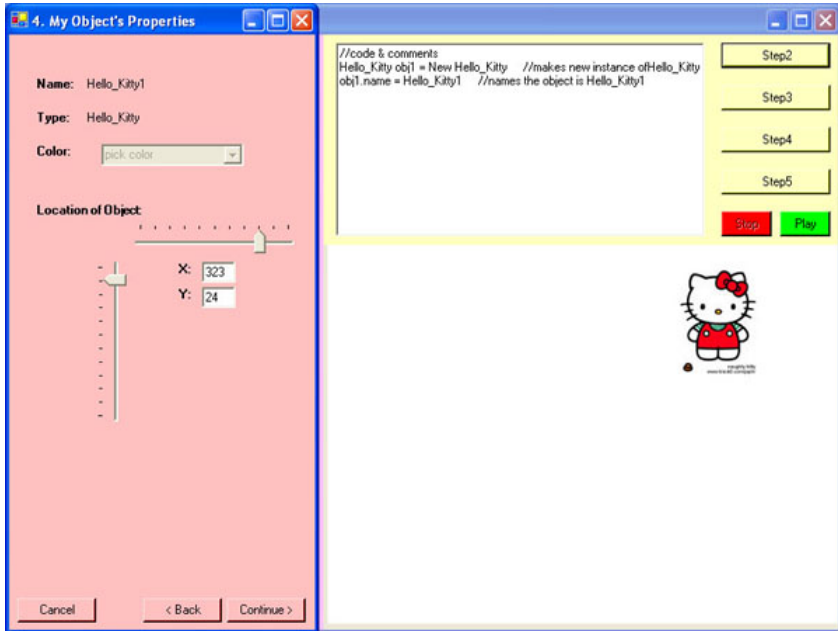 4. My Object's Properties
Name: Hello_Kitty1
Type: Hello_Kitty
Color: pick color
Location of Object:
X: 323
Y: 24
Cancel
< Back
Continue >
//code & comments
Hello_Kitty obj1 = New Hello_Kitty //makes new instance ofHello_Kitty
obj1.name = Hello_Kitty1 //names the object is Hello_Kitty1
Step2
Step3
Step4
Step5
Stop
Play
naughty kitty